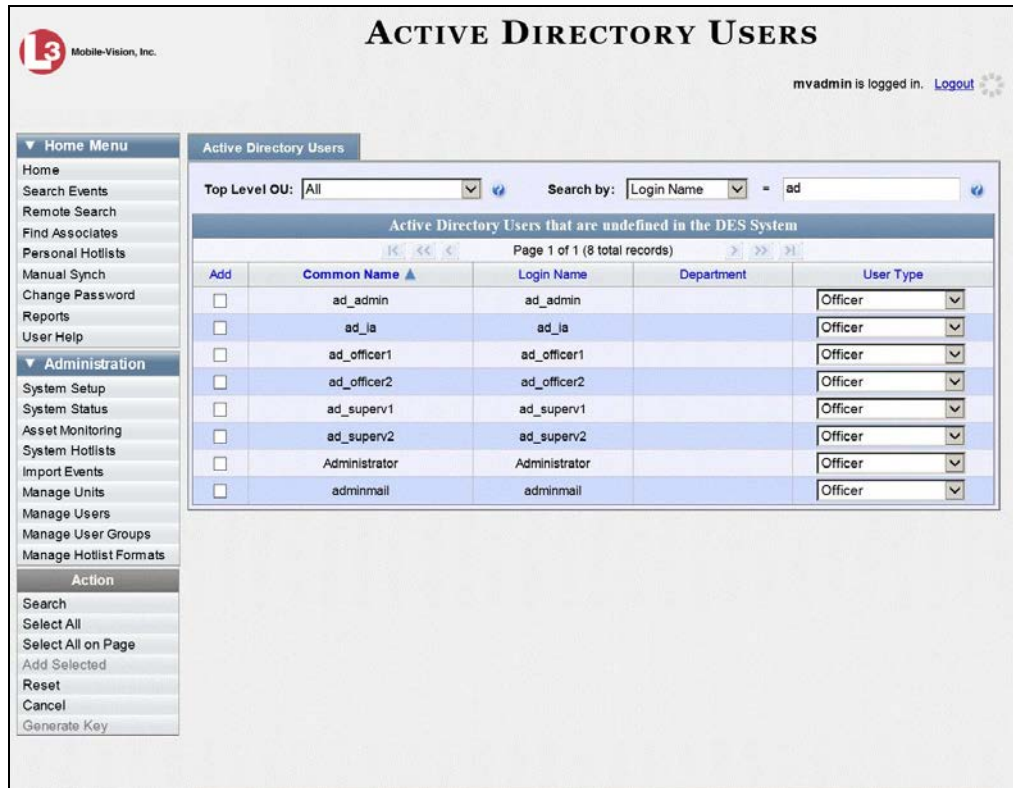 ACTIVE DIRECTORY USERS
L3 Mobile-Vision, Inc.
mvadmin is logged in. Logout
▼ Home Menu
Home
Search Events
Remote Search
Find Associates
Personal Hotlists
Manual Synch
Change Password
Reports
User Help
▼ Administration
System Setup
System Status
Asset Monitoring
System Hotlists
Import Events
Manage Units
Manage Users
Manage User Groups
Manage Hotlist Formats
Action
Search
Select All
Select All on Page
Add Selected
Reset
Cancel
Generate Key
Active Directory Users
Top Level OU: All ? Search by: Login Name = ad ?
Active Directory Users that are undefined in the DES System
Page 1 of 1 (8 total records)
Add Common Name ▲ Login Name Department User Type
ad_admin ad_admin Officer
ad_ia ad_ia Officer
ad_officer1 ad_officer1 Officer
ad_officer2 ad_officer2 Officer
ad_superv1 ad_superv1 Officer
ad_superv2 ad_superv2 Officer
Administrator Administrator Officer
adminmail adminmail Officer